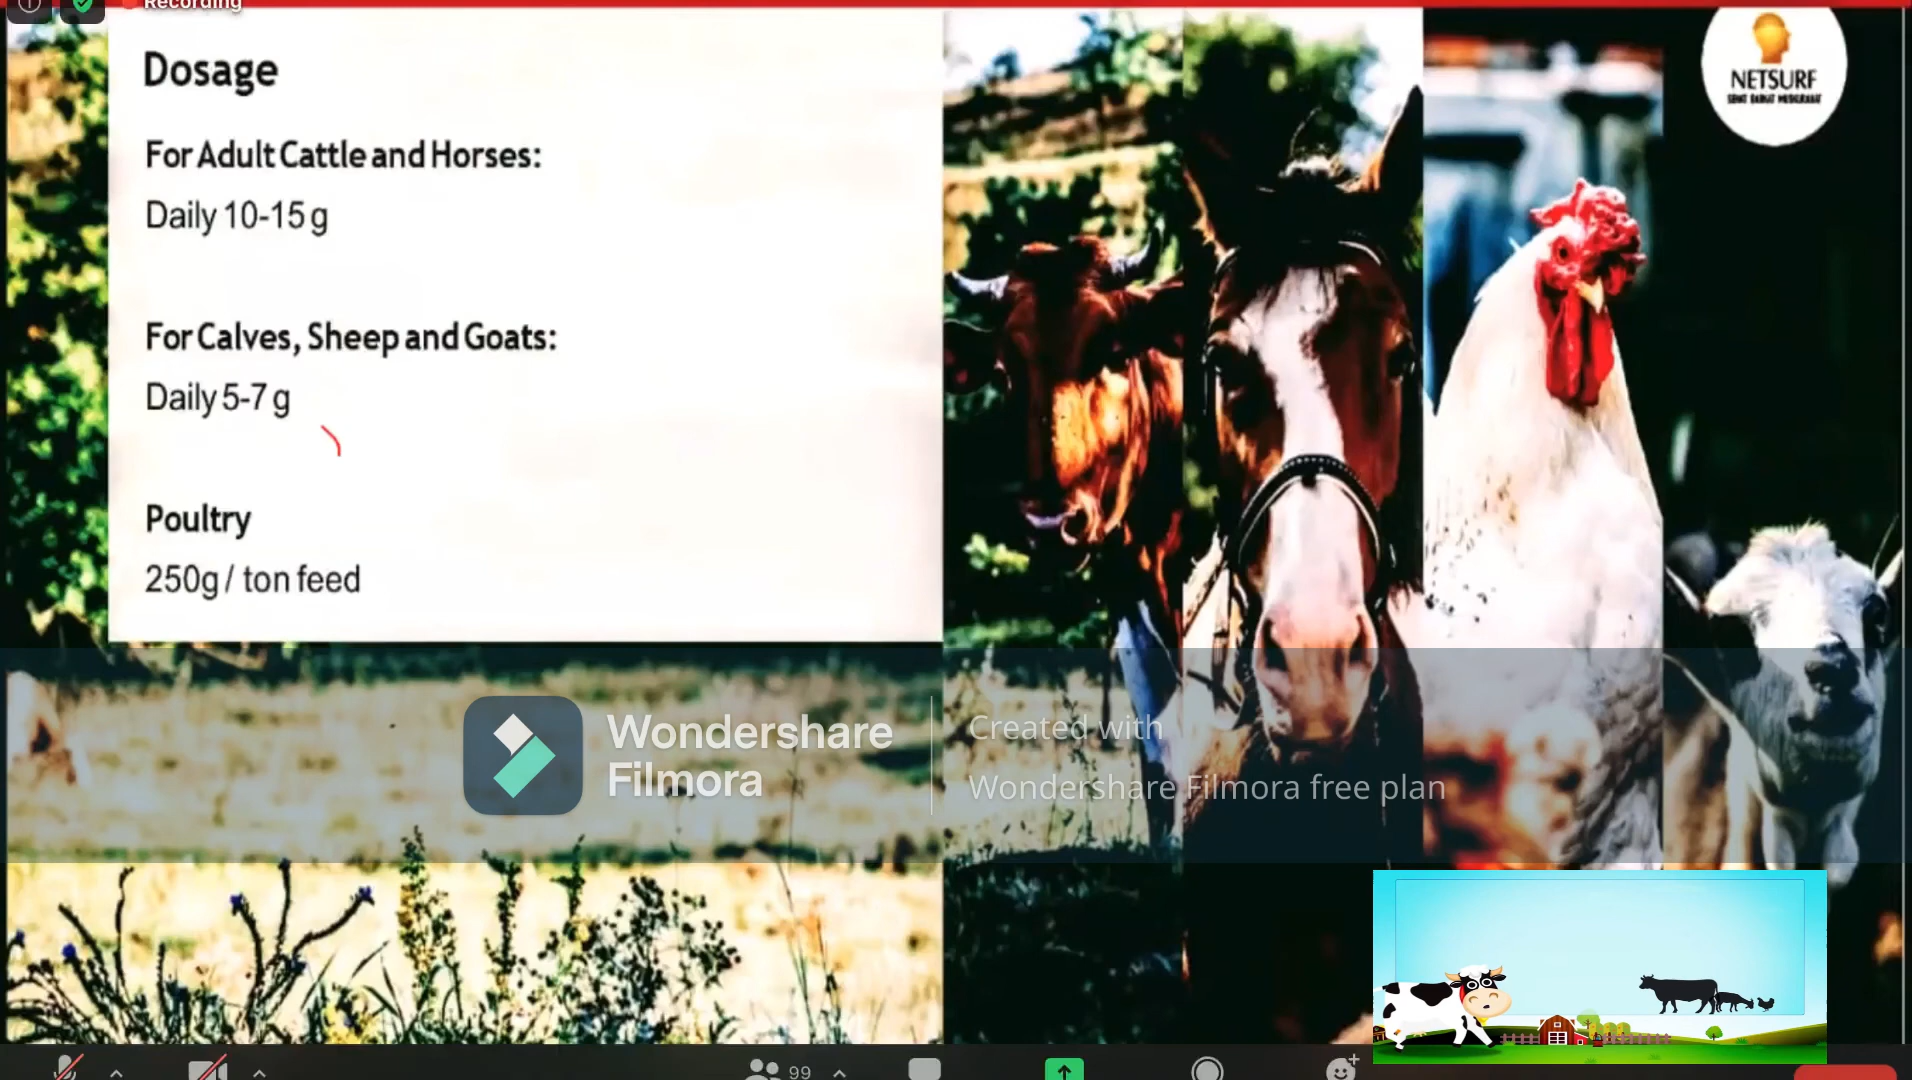 Recording
Dosage
For Adult Cattle and Horses:
Daily 10-15 g
For Calves, Sheep and Goats:
Daily 5-7 g
Poultry
250g / ton feed
NETSURF
Wondershare
Filmora
Created with
Wondershare Filmora free plan
99